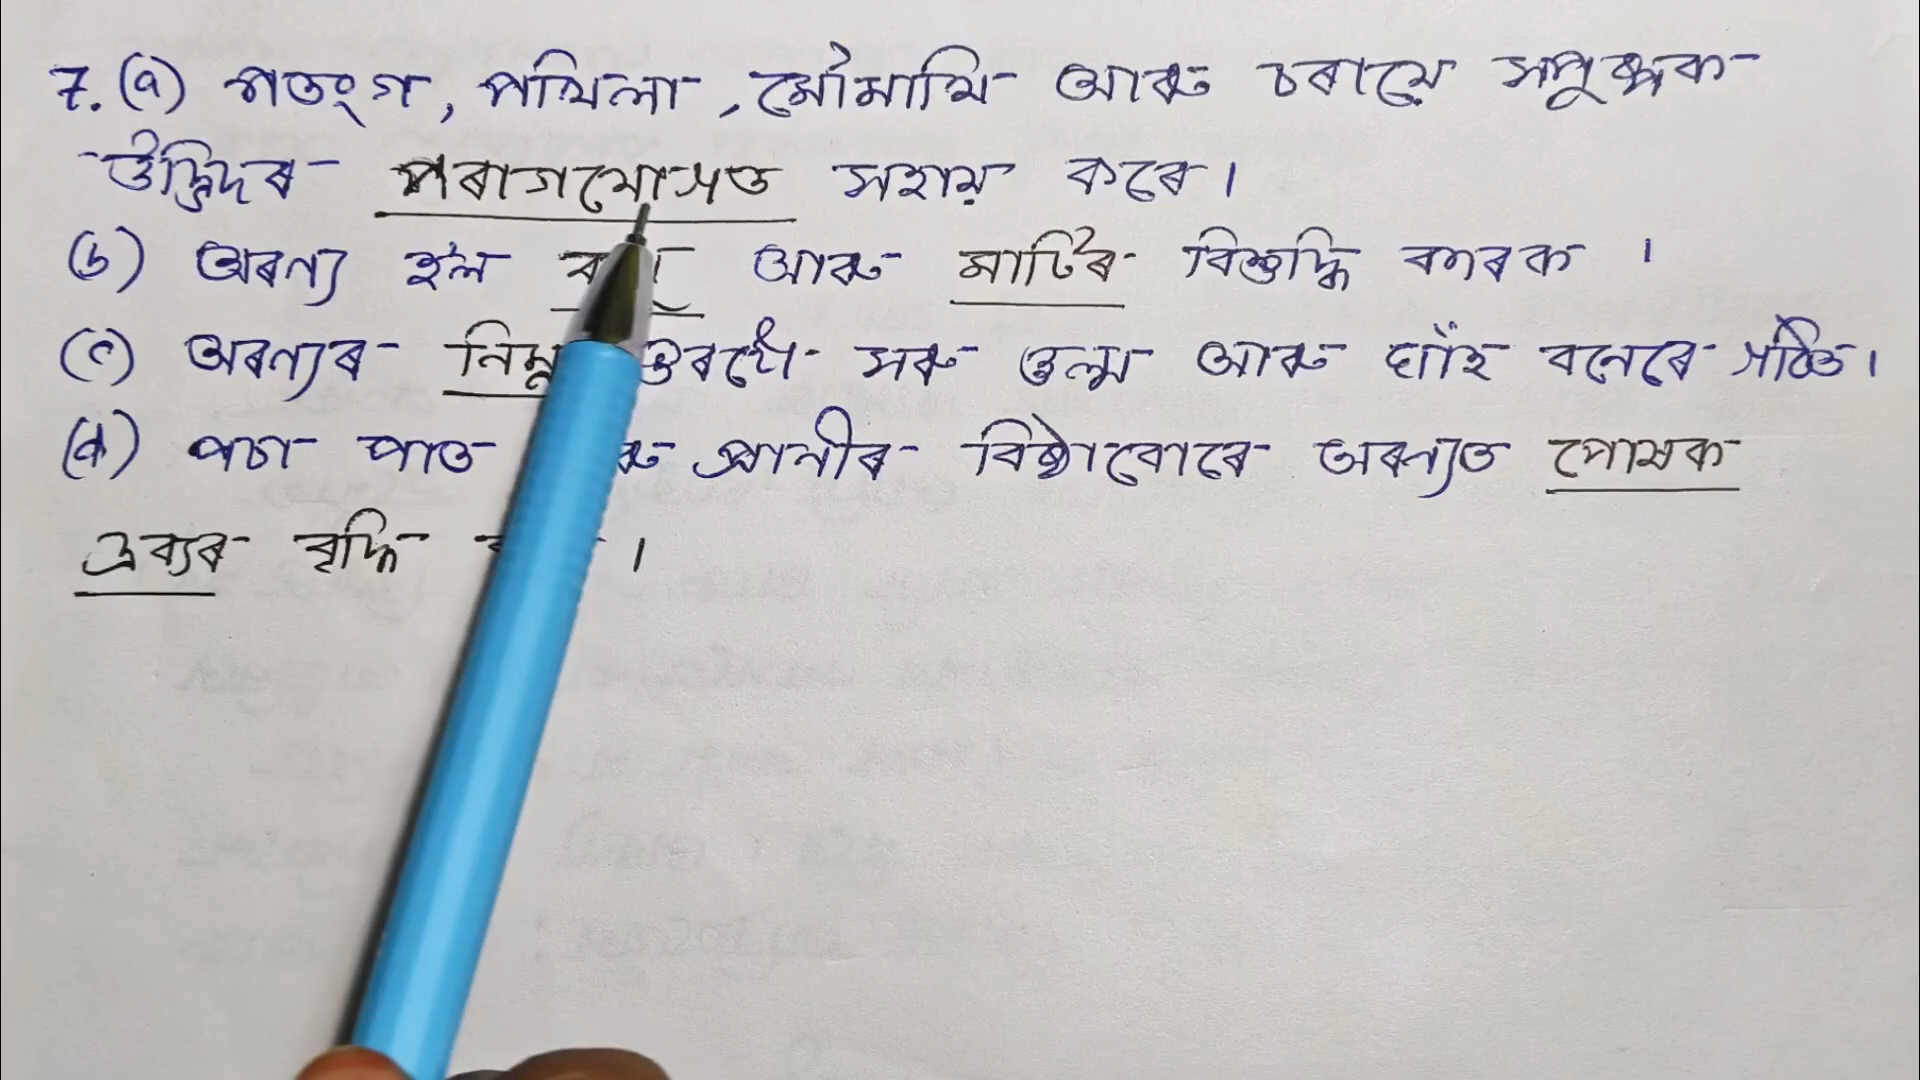 7. (a) পতংগ, পখিলা, মৌমাখি আৰু চৰায়ে সপুষ্পক
উদ্ভিদৰ পৰাগযোগত সহায় কৰে।
(b) অৰণ্য হ'ল আৰু মাটিৰ বিশুদ্ধি কাৰক ।
(c) অৰণ্যৰ নিম্ন সৰু গুল্ম আৰু ঘাঁহ বনেৰে গঠিত।
(d) পচা পাত প্ৰাণীৰ বিষ্ঠাবোৰে অৰণ্যত পোষক
দ্ৰব্যৰ বৃদ্ধি ।